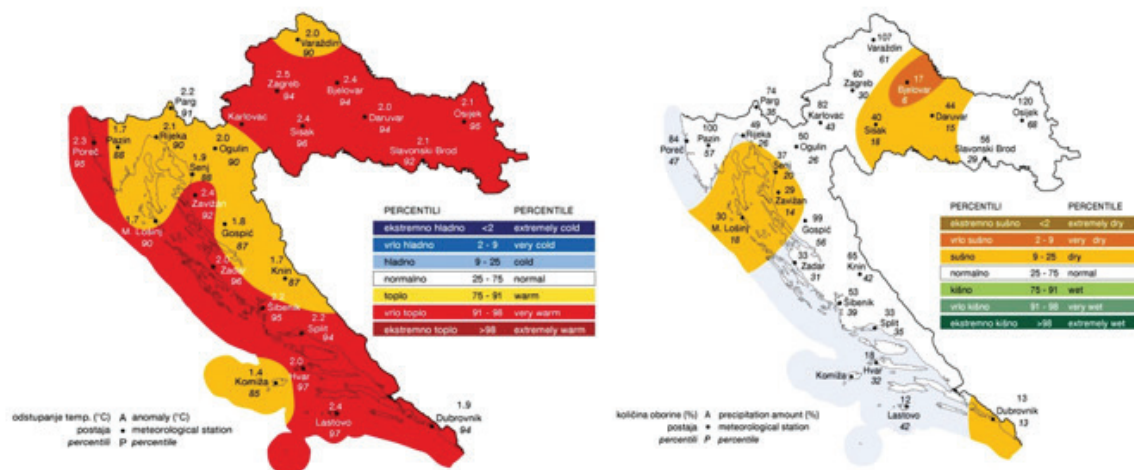 2.0
Varaždin
90
2.5
Zagreb
94
2.4
Bjelovar
94
2.0
Daruvar
94
2.1
Osijek
95
2.4
Sisak
96
2.1
Slavonski Brod
92
Karlovac
2.2
Parg
91
2.3
Poreč
95
1.7
Pazin
88
2.1
Rijeka
90
2.0
Ogulin
90
1.9
Senj
88
2.4
Zavižan
92
1.7
M. Lošinj
90
1.8
Gospić
87
2.0
Zadar
96
1.7
Knin
87
Šibenik
95
2.2
Split
94
2.0
Hvar
97
1.4
Komiža
85
2.4
Lastovo
97
1.9
Dubrovnik
94
PERCENTILI PERCENTILE
ekstremno hladno <2 extremely cold
vrlo hladno 2 - 9 very cold
hladno 9 - 25 cold
normalno 25 - 75 normal
toplo 75 - 91 warm
vrlo toplo 91 - 98 very warm
ekstremno toplo >98 extremely warm
odstupanje temp. (°C) A anomaly (°C)
postaja meteorological station
percentili P percentile
107
Varaždin
61
60
Zagreb
30
17
Bjelovar
6
44
Daruvar
15
120
Osijek
68
40
Sisak
18
56
Slavonski Brod
29
82
Karlovac
43
74
Parg
35
84
Poreč
47
100
Pazin
57
49
Rijeka
26
50
Ogulin
26
37
Senj
20
29
Zavižan
14
30
M. Lošinj
18
99
Gospić
56
33
Zadar
31
65
Knin
42
53
Šibenik
39
33
Split
35
18
Hvar
32
Komiža
12
Lastovo
42
13
Dubrovnik
13
PERCENTILI PERCENTILE
ekstremno sušno <2 extremely dry
vrlo sušno 2 - 9 very dry
sušno 9 - 25 dry
normalno 25 - 75 normal
kišno 75 - 91 wet
vrlo kišno 91 - 98 very wet
ekstremno kišno >98 extremely wet
količina oborine (%) A precipitation amount (%)
postaja meteorological station
percentili P percentile